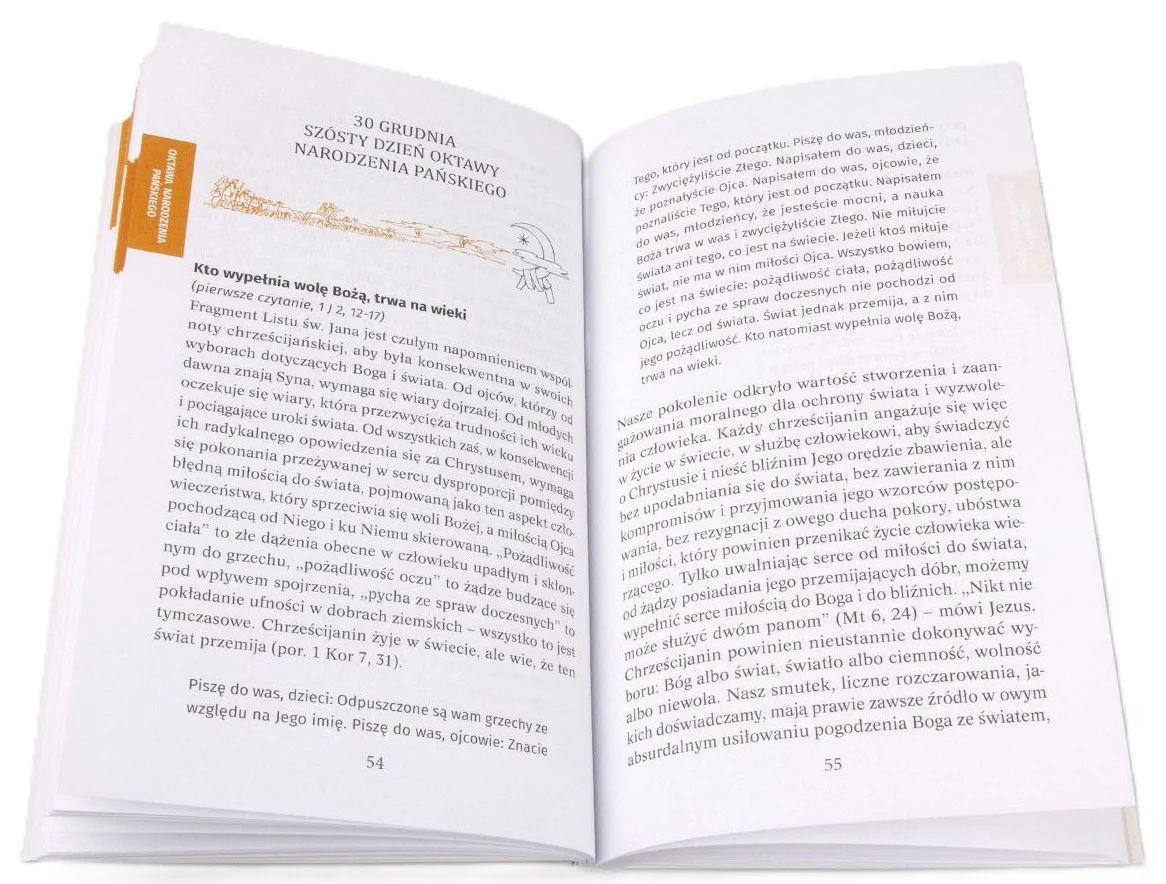 OKTAWA NARODZENIA
PAŃSKIEGO
30 GRUDNIA
SZÓSTY DZIEŃ OKTAWY
NARODZENIA PAŃSKIEGO
Kto wypełnia wolę Bożą, trwa na wieki
(pierwsze czytanie, 1 J 2, 12-17)
Fragment Listu św. Jana jest czułym napomnieniem wspól-
noty chrześcijańskiej, aby była konsekwentna w swoich
wyborach dotyczących Boga i świata. Od ojców, którzy od
dawna znają Syna, wymaga się wiary dojrzałej. Od młodych
oczekuje się wiary, która przezwycięża trudności ich wieku
i pociągające uroki świata. Od wszystkich zaś, w konsekwencji
ich radykalnego opowiedzenia się za Chrystusem, wymaga
się pokonania przeżywanej w sercu dysproporcji pomiędzy
błędną miłością do świata, pojmowaną jako ten aspekt czło-
wieczeństwa, który sprzeciwia się woli Bożej, a miłością Ojca
pochodzącą od Niego i ku Niemu skierowaną. „Pożądliwość
ciała” to złe dążenia obecne w człowieku upadłym i skłon-
nym do grzechu, „pożądliwość oczu” to żądze budzące się
pod wpływem spojrzenia, „pycha ze spraw doczesnych” to
pokładanie ufności w dobrach ziemskich – wszystko to jest
tymczasowe. Chrześcijanin żyje w świecie, ale wie, że ten
świat przemija (por. 1 Kor 7, 31).
Piszę do was, dzieci: Odpuszczone są wam grzechy ze
względu na Jego imię. Piszę do was, ojcowie: Znacie
54
Tego, który jest od początku. Piszę do was, młodzień-
cy: Zwyciężyliście Złego. Napisałem do was, dzieci,
że poznałyście Ojca. Napisałem do was, ojcowie, że
poznaliście Tego, który jest od początku. Napisałem
do was, młodzieńcy, że jesteście mocni, a nauka
Boża trwa w was i zwyciężyliście Złego. Nie miłujcie
świata ani tego, co jest na świecie. Jeżeli ktoś miłuje
świat, nie ma w nim miłości Ojca. Wszystko bowiem,
co jest na świecie: pożądliwość ciała, pożądliwość
oczu i pycha ze spraw doczesnych nie pochodzi od
Ojca, lecz od świata. Świat jednak przemija, a z nim
jego pożądliwość. Kto natomiast wypełnia wolę Bożą,
trwa na wieki.
Nasze pokolenie odkryło wartość stworzenia i zaan-
gażowania moralnego dla ochrony świata i wyzwole-
nia człowieka. Każdy chrześcijanin angażuje się więc
w życie w świecie, w służbę człowiekowi, aby świadczyć
o Chrystusie i nieść bliźnim Jego orędzie zbawienia, ale
bez upodabniania się do świata, bez zawierania z nim
kompromisów i przyjmowania jego wzorców postępo-
wania, bez rezygnacji z owego ducha pokory, ubóstwa
i miłości, który powinien przenikać życie człowieka wie-
rzącego. Tylko uwalniając serce od miłości do świata,
od żądzy posiadania jego przemijających dóbr, możemy
wypełnić serce miłością do Boga i do bliźnich. „Nikt nie
może służyć dwóm panom” (Mt 6, 24) – mówi Jezus.
Chrześcijanin powinien nieustannie dokonywać wy-
boru: Bóg albo świat, światło albo ciemność, wolność
albo niewola. Nasz smutek, liczne rozczarowania, ja-
kich doświadczamy, mają prawie zawsze źródło w owym
absurdalnym usiłowaniu pogodzenia Boga ze światem,
55